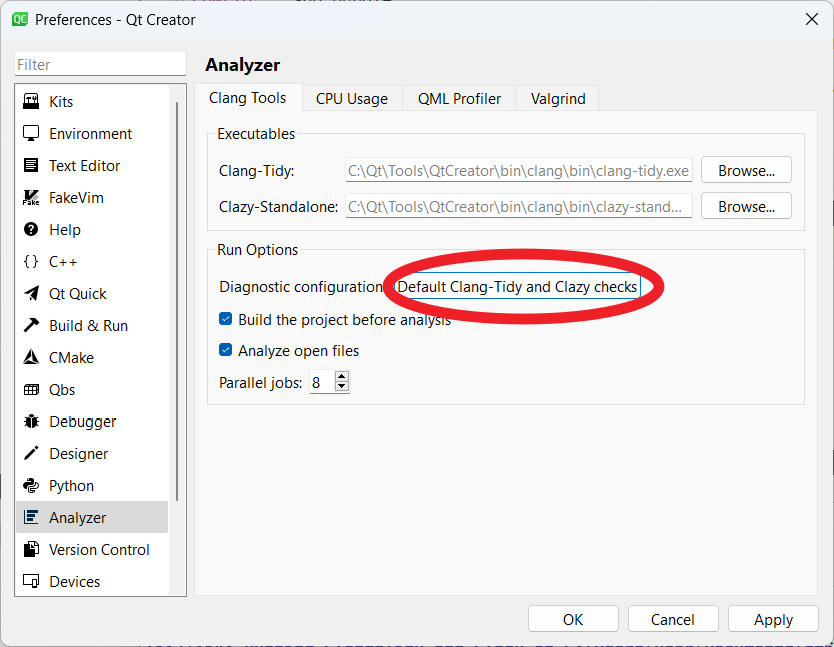 Preferences - Qt Creator
Filter
Kits
Environment
Text Editor
FakeVim
Help
{} C++
Qt Quick
Build & Run
CMake
Qbs
Debugger
Designer
Python
Analyzer
Version Control
Devices
Analyzer
Clang Tools CPU Usage QML Profiler Valgrind
Executables
Clang-Tidy: C:\Qt\Tools\QtCreator\bin\clang\bin\clang-tidy.exe Browse...
Clazy-Standalone: C:\Qt\Tools\QtCreator\bin\clang\bin\clazy-stand... Browse...
Run Options
Diagnostic configuration Default Clang-Tidy and Clazy checks
Build the project before analysis
Analyze open files
Parallel jobs: 8
OK Cancel Apply